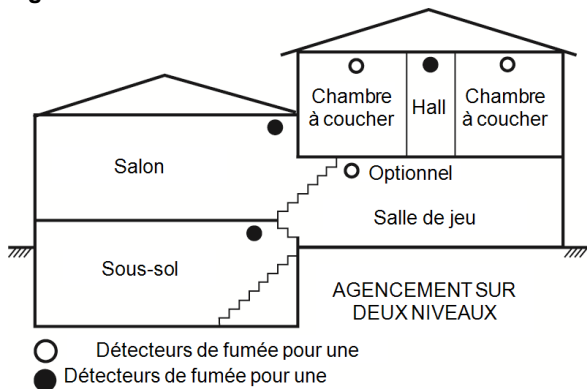 Chambre
à coucher
Hall
Chambre
à coucher
Salon
Optionnel
Salle de jeu
Sous-sol
AGENCEMENT SUR
DEUX NIVEAUX
Détecteurs de fumée pour une
Détecteurs de fumée pour une